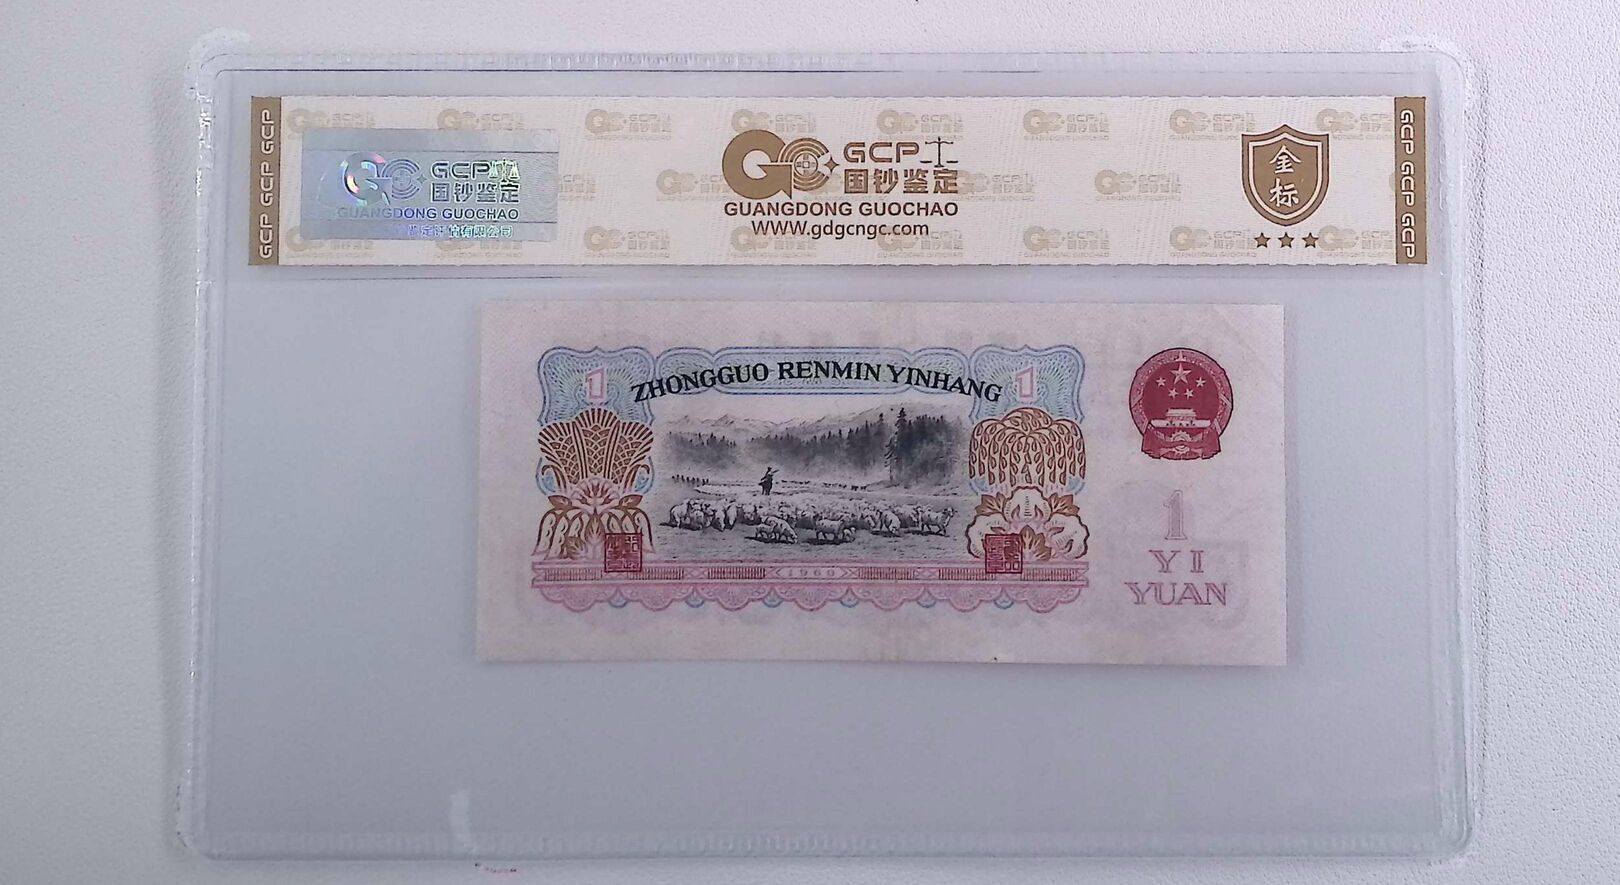 GCP GCP GCP
GCP
国钞鉴定
GUANGDONG GUOCHAO
GCP
国钞鉴定
GUANGDONG GUOCHAO
www.gdgcngc.com
金标
GCP GCP GCP
ZHONGGUO RENMIN YINHANG
1
1
1960
1
YI
YUAN